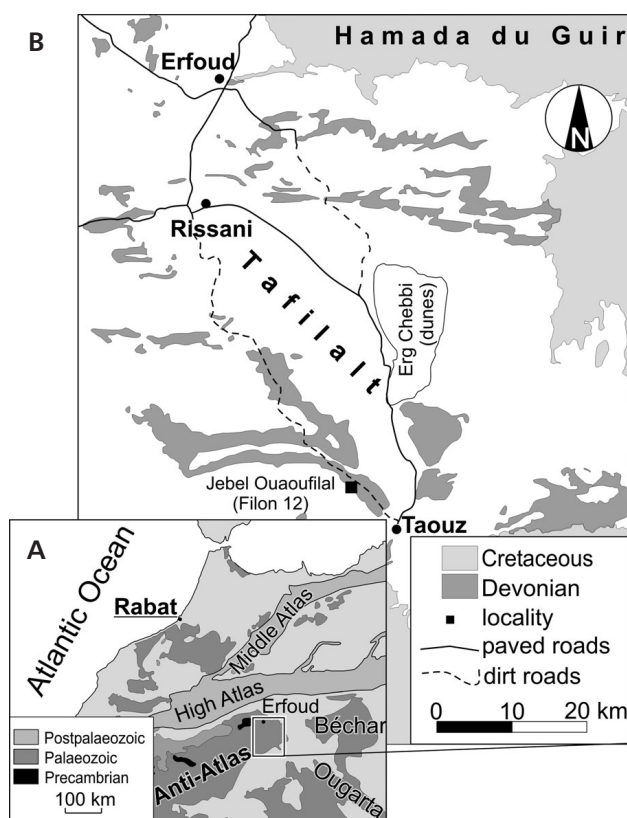 B
Hamada du Guir
Erfoud
N
Rissani
Tafilalt
Erg Chebbi
(dunes)
Jebel Ouaoufilal
(Filon 12)
Taouz
Cretaceous
Devonian
locality
paved roads
dirt roads
0 10 20 km
A
Atlantic Ocean
Rabat
Middle Atlas
High Atlas
Erfoud
Béchar
Anti-Atlas
Ougarta
Postpalaeozoic
Palaeozoic
Precambrian
100 km